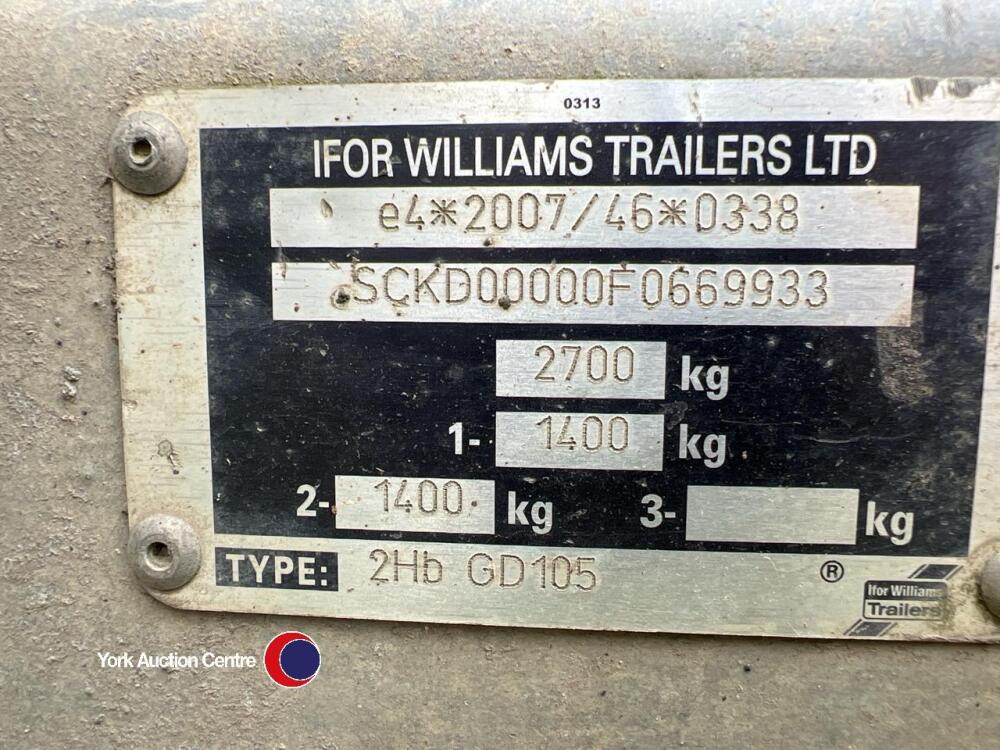 0313
IFOR WILLIAMS TRAILERS LTD
e4*2007/46*0338
SCKD00000F0669933
2700 kg
1- 1400 kg
2- 1400 kg 3- kg
TYPE: 2Hb GD105 ®
Ifor Williams
Trailers
York Auction Centre